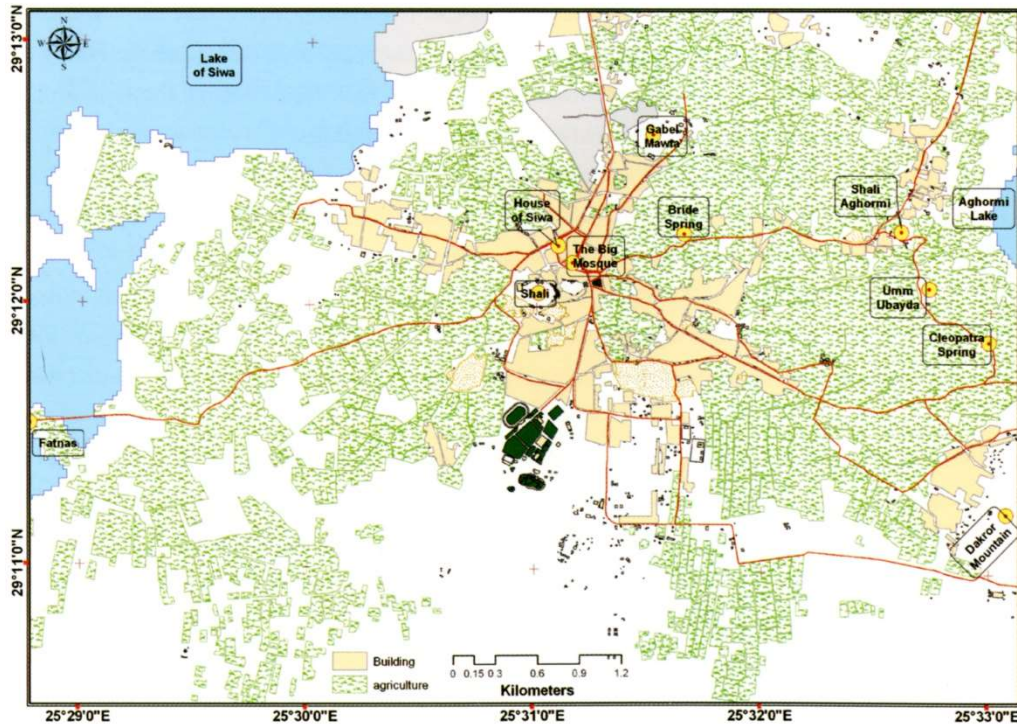 29°13'0"N
N
W
E
S
Lake
of Siwa
Gabel
Mawta
House
of Siwa
Bride
Spring
Shali
Aghormi
Aghormi
Lake
The Big
Mosque
29°12'0"N
Shali
Umm
Ubayda
Cleopatra
Spring
Fatnas
Dakror
Mountain
29°11'0"N
Building
agriculture
0 0.15 0.3 0.6 0.9 1.2
Kilometers
25°29'0"E
25°30'0"E
25°31'0"E
25°32'0"E
25°33'0"E